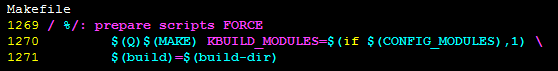 Makefile
1269 / %/: prepare scripts FORCE
1270         $(Q)$(MAKE) KBUILD_MODULES=$(if $(CONFIG_MODULES),1) \
1271         $(build)=$(build-dir)